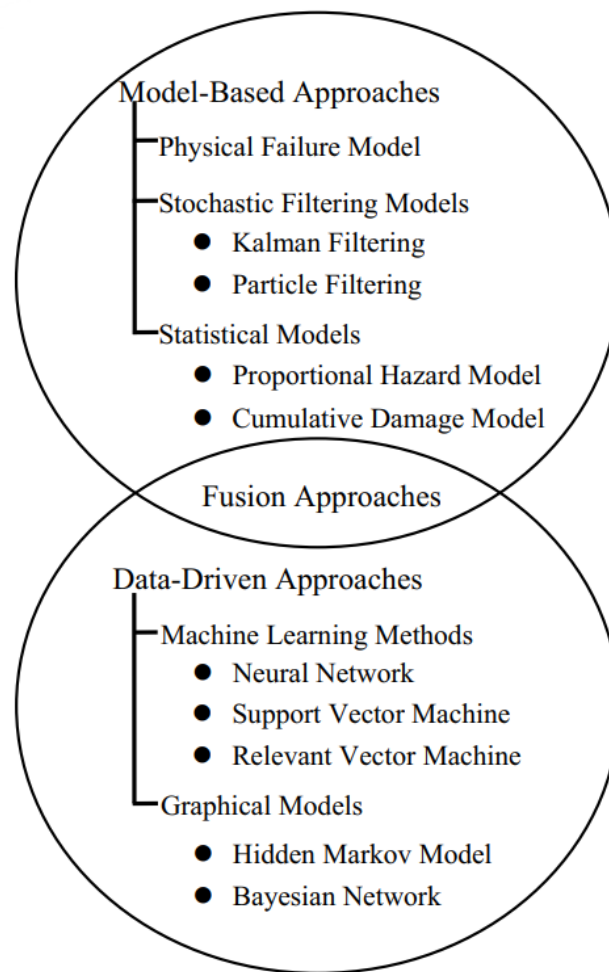 Model-Based Approaches
Physical Failure Model
Stochastic Filtering Models
● Kalman Filtering
● Particle Filtering
Statistical Models
● Proportional Hazard Model
● Cumulative Damage Model
Fusion Approaches
Data-Driven Approaches
Machine Learning Methods
● Neural Network
● Support Vector Machine
● Relevant Vector Machine
Graphical Models
● Hidden Markov Model
● Bayesian Network